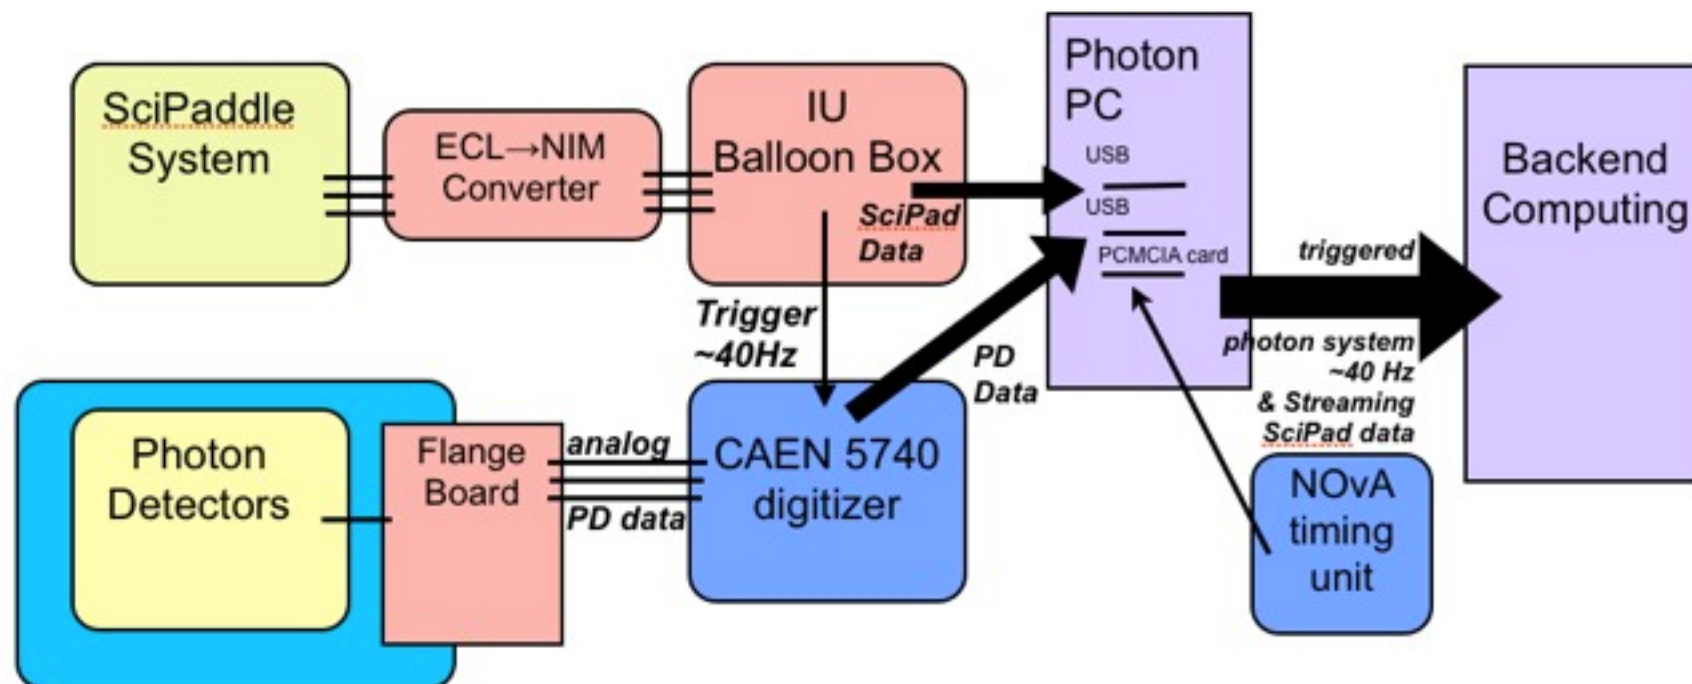 SciPaddle
System
ECL→NIM
Converter
IU
Balloon Box
SciPad
Data
Photon
PC
USB
USB
PCMCIA card
Backend
Computing
triggered
photon system
~40 Hz
& Streaming
SciPad data
Trigger
~40Hz
PD
Data
Photon
Detectors
Flange
Board
analog
PD data
CAEN 5740
digitizer
NOvA
timing
unit